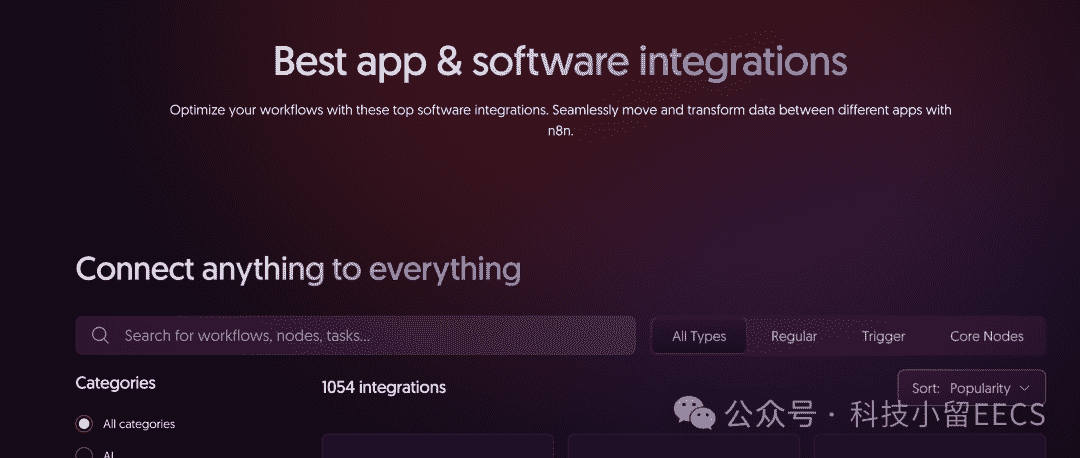 Best app & software integrations
Optimize your workflows with these top software integrations. Seamlessly move and transform data between different apps with
n8n.
Connect anything to everything
Search for workflows, nodes, tasks...
All Types Regular Trigger Core Nodes
Categories
1054 integrations
Sort: Popularity
All categories
公众号 · 科技小留EECS
AI